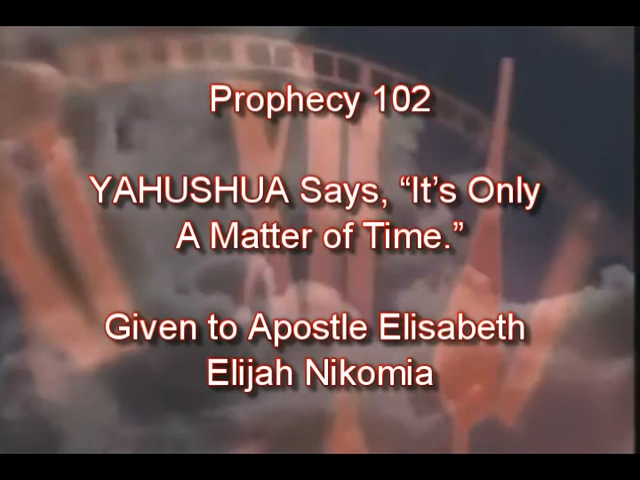 Prophecy 102
YAHUSHUA Says, “It’s Only
A Matter of Time.”
Given to Apostle Elisabeth
Elijah Nikomia